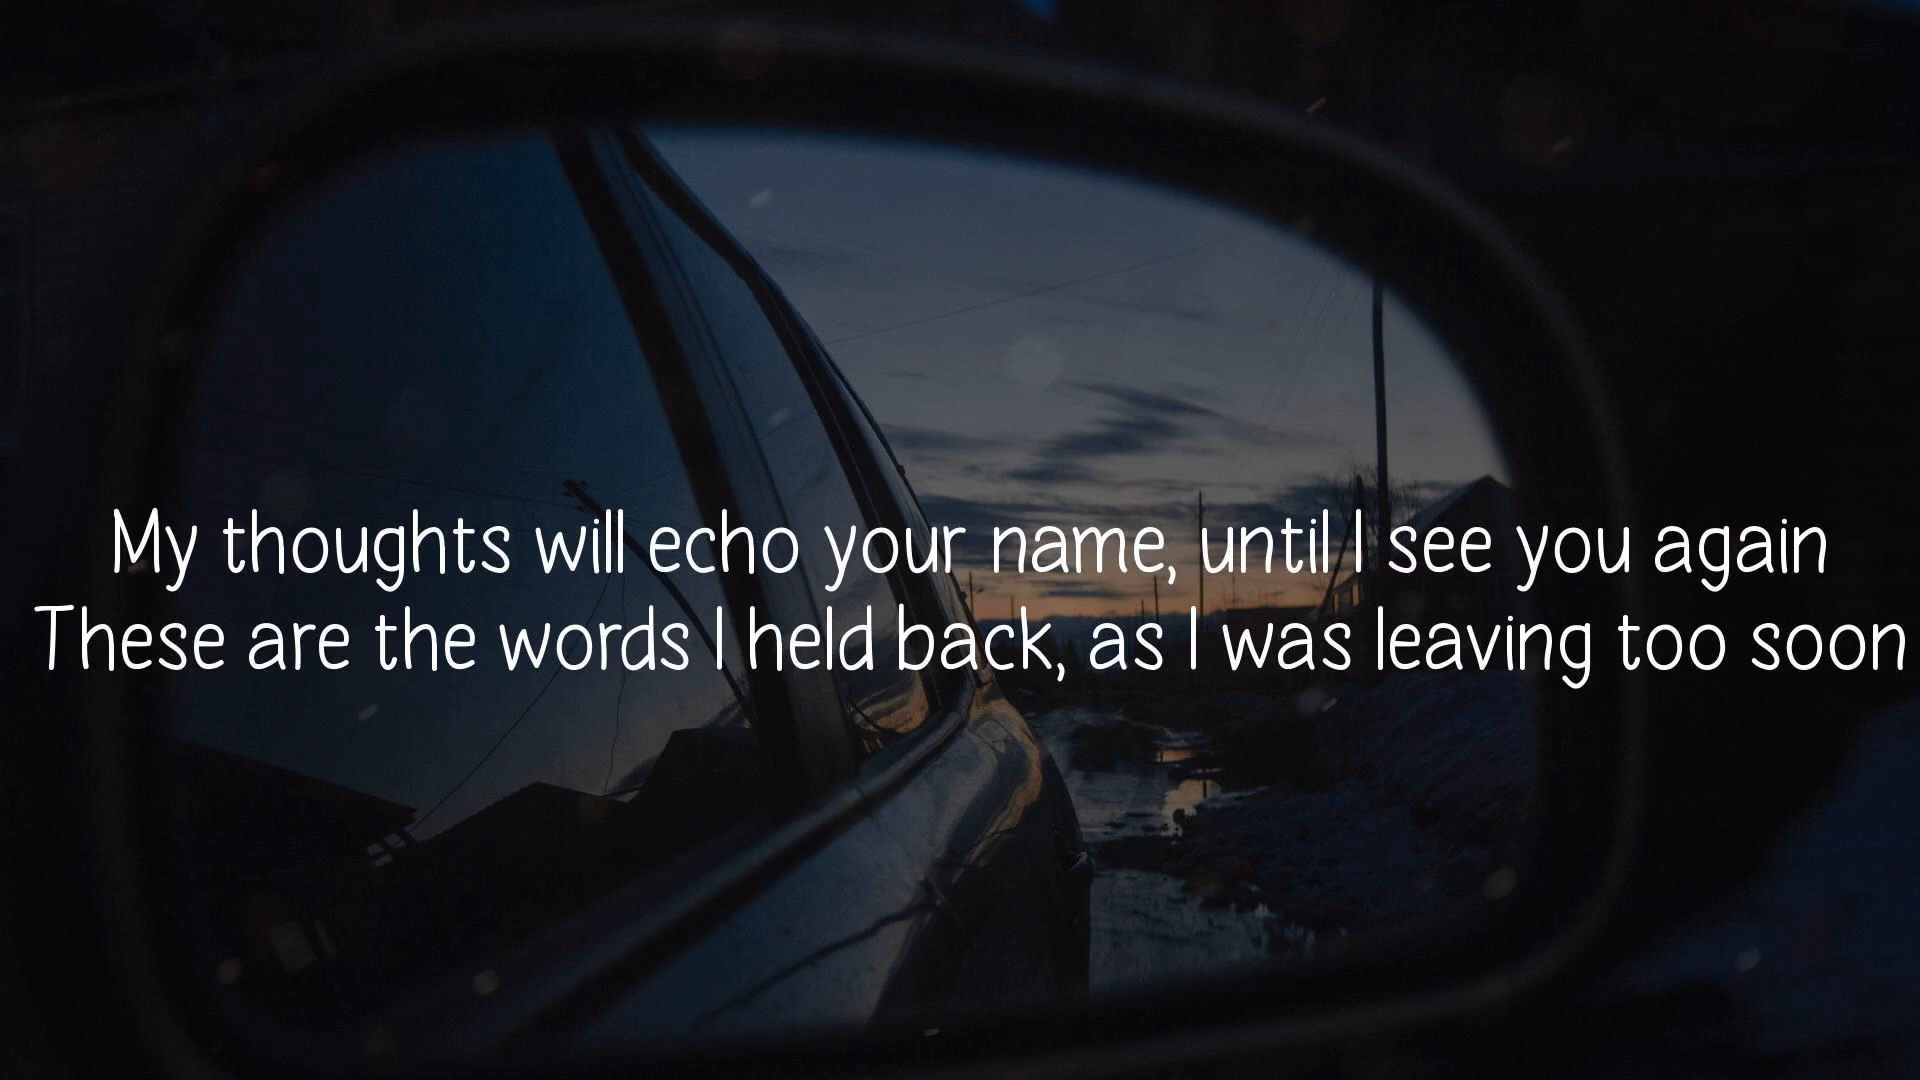 My thoughts will echo your name, until I see you again
These are the words I held back, as I was leaving too soon